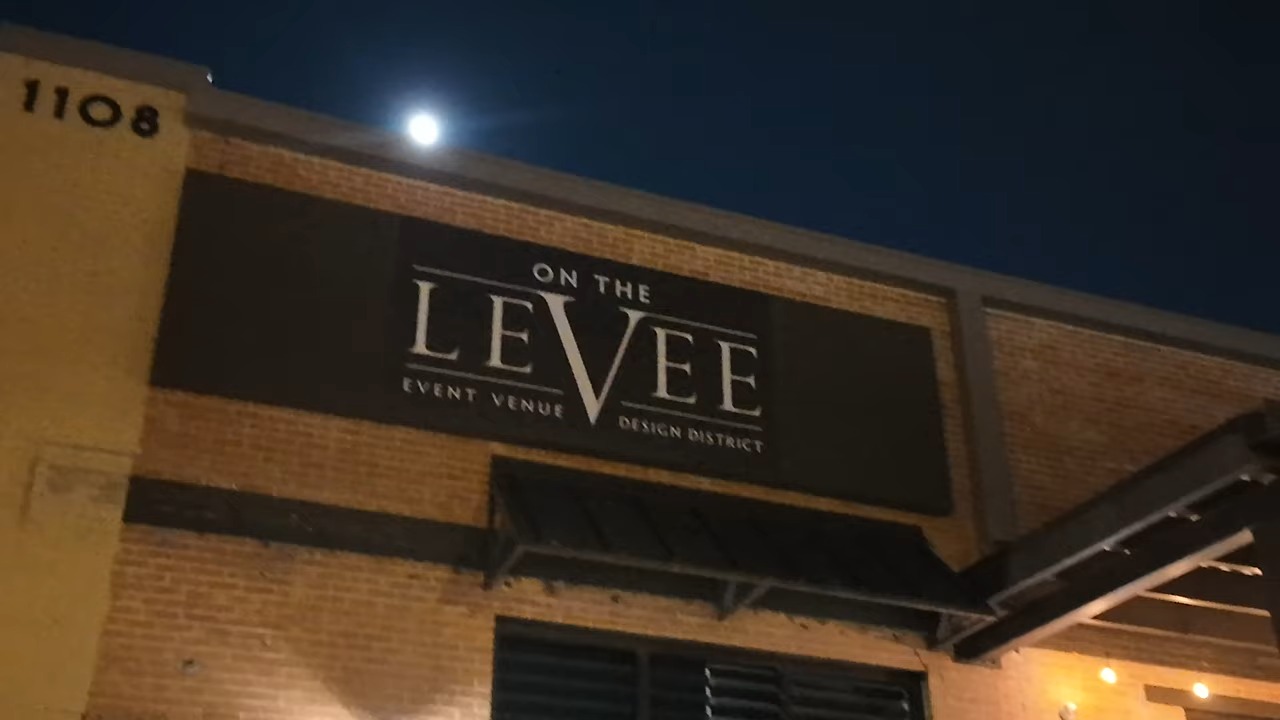 1108
ON THE
LEVEE
EVENT VENUE
DESIGN DISTRICT